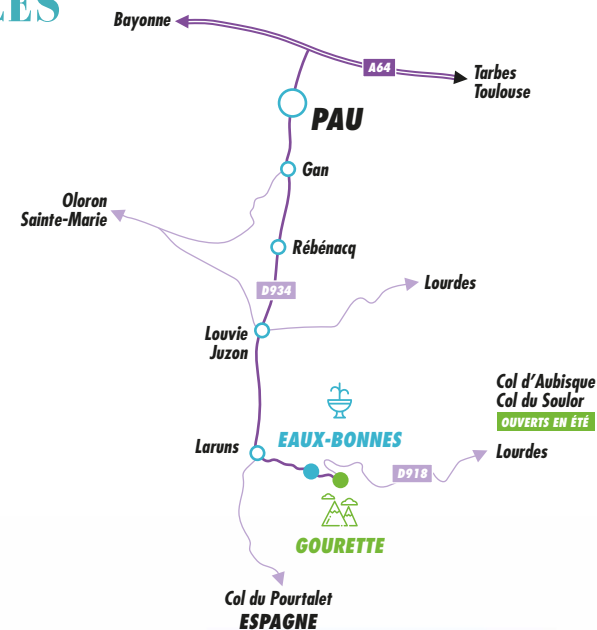 Bayonne
A64
Tarbes
Toulouse
PAU
Gan
Oloron
Sainte-Marie
Rébénacq
D934
Lourdes
Louvie
Juzon
Col d'Aubisque
Col du Soulor
OUVERTS EN ÉTÉ
EAUX-BONNES
Laruns
Lourdes
D918
GOURETTE
Col du Pourtalet
ESPAGNE